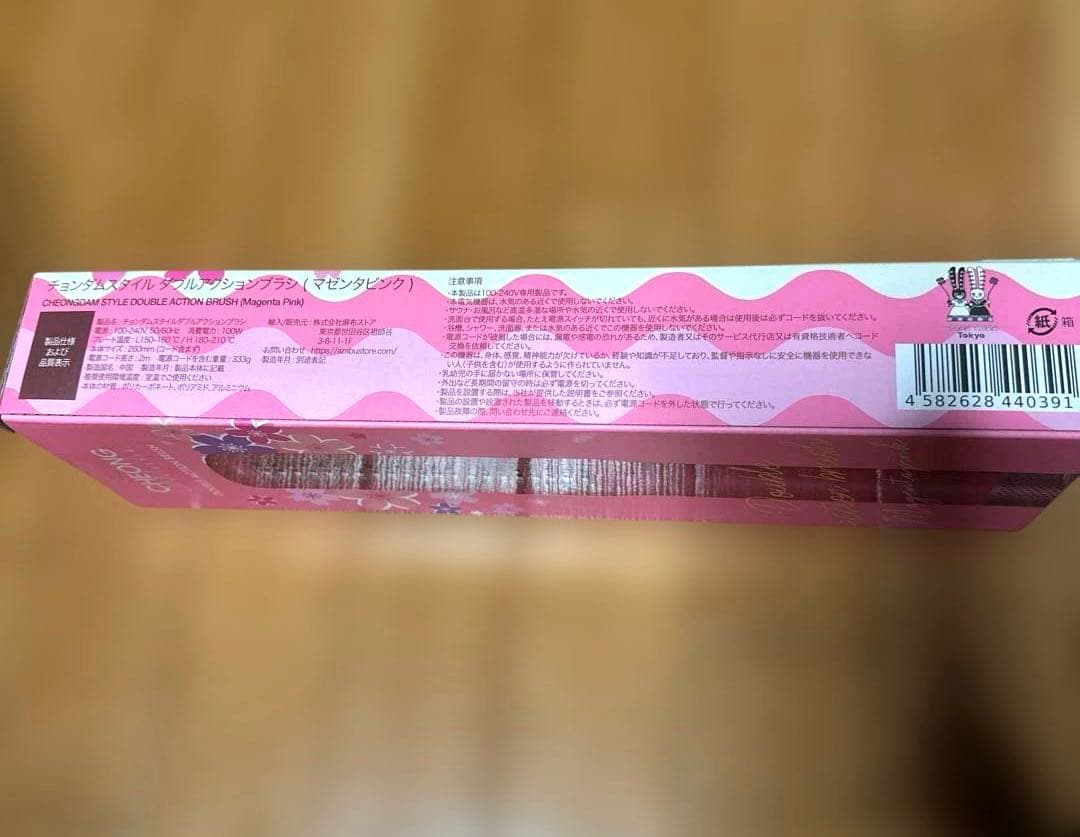 チョンダムスタイル ダブルアクションブラシ ( マゼンタピンク )
CHEONGDAM STYLE DOUBLE ACTION BRUSH (Magenta Pink)
製品仕様
および
品質表示
製品名 : チョンダムスタイルダブルアクションブラシ
電源 : 100-240V, 50/60Hz 消費電力 : 100W
プレート温度 : L150-160℃ / H 180-210℃
本体サイズ : 260mm (コード含まず)
電源コード長さ : 2m 電源コードを含む重量 : 333g
製造国名 : 中国 製造年月 : 製品本体に記載
推奨使用環境温度 : 室温でご使用ください
本体の材質 : ポリカーボネート, ポリアミド, アルミニウム
輸入/販売元 : 株式会社麻布ストア
東京都世田谷区祖師谷
3-8-11-1F
お問い合わせ : https://azabustore.com/
製造年月 : 別途表記
注意事項
・本製品は100-240V専用製品です。
・本電気機器は、水気のある近くで使用しないでください。
・サウナ・お風呂など高温多湿な場所や水気の近くで使用しないでください。
・洗面台で使用する場合、たとえ電源スイッチが切れていても、近くに水気がある場合は使用後は必ずコードを抜いてください。
・浴槽、シャワー、洗面器、または水気のある近くでこの機器を使用しないでください。
・電源コードが破損した場合には、漏電や感電の恐れがあるため、製造者又はそのサービス代行店又は有資格技術者へコード
交換を依頼してください。
・この機器は、身体、感覚、精神能力が欠けているか、経験や知識が不足しており、監督や指示なしに安全に機器を使用できな
い人(子供を含む)が使用するように作られていません。
・乳幼児の手に届かない場所に保管してください。
・外出など長期間の留守の時は必ず電源を切ってください。
・製品を設置する際は、当社が提供した説明書をご参照ください。
・製品の設置や設置された製品を移動するときは、必ず電源コードを外した状態で行ってください。
・製品故障の際、問い合わせ先にご連絡ください。
Tokyo
紙 箱
4 582628 440391
CHEONG
Double